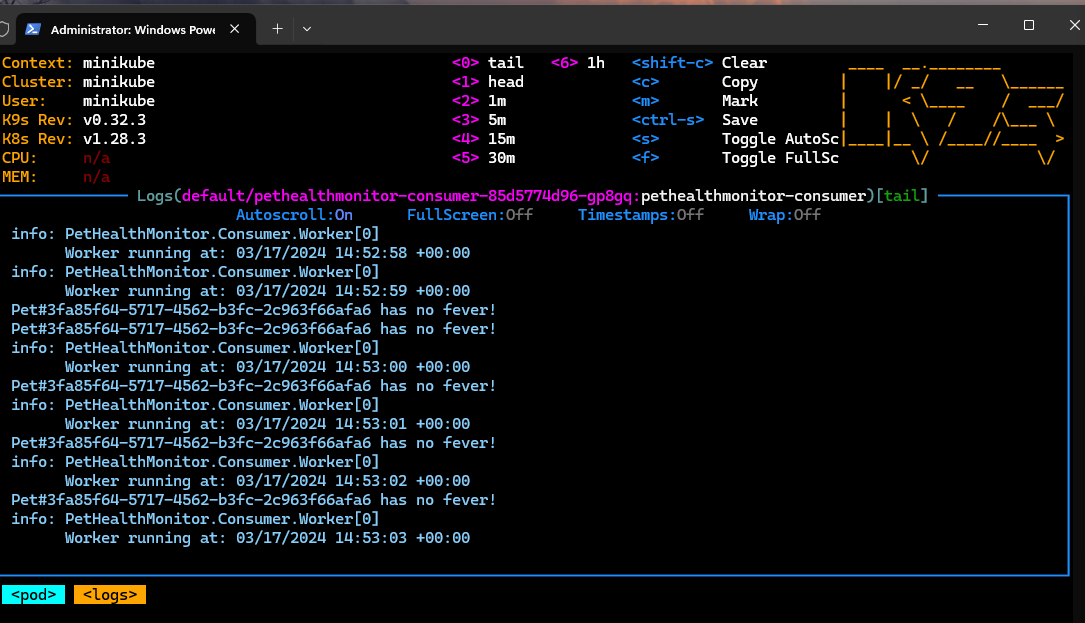 Administrator: Windows Powe
Context: minikube <0> tail <6> 1h <shift-c> Clear
Cluster: minikube <1> head <c> Copy
User: minikube <2> 1m <m> Mark
K9s Rev: v0.32.3 <3> 5m <ctrl-s> Save
K8s Rev: v1.28.3 <4> 15m <s> Toggle AutoSc
CPU: n/a <5> 30m <f> Toggle FullSc
MEM: n/a
K9s
Logs(default/pethealthmonitor-consumer-85d5774d96-gp8gq:pethealthmonitor-consumer)[tail]
Autoscroll:On FullScreen:Off Timestamps:Off Wrap:Off
info: PetHealthMonitor.Consumer.Worker[0]
Worker running at: 03/17/2024 14:52:58 +00:00
info: PetHealthMonitor.Consumer.Worker[0]
Worker running at: 03/17/2024 14:52:59 +00:00
Pet#3fa85f64-5717-4562-b3fc-2c963f66afa6 has no fever!
Pet#3fa85f64-5717-4562-b3fc-2c963f66afa6 has no fever!
info: PetHealthMonitor.Consumer.Worker[0]
Worker running at: 03/17/2024 14:53:00 +00:00
Pet#3fa85f64-5717-4562-b3fc-2c963f66afa6 has no fever!
info: PetHealthMonitor.Consumer.Worker[0]
Worker running at: 03/17/2024 14:53:01 +00:00
Pet#3fa85f64-5717-4562-b3fc-2c963f66afa6 has no fever!
info: PetHealthMonitor.Consumer.Worker[0]
Worker running at: 03/17/2024 14:53:02 +00:00
Pet#3fa85f64-5717-4562-b3fc-2c963f66afa6 has no fever!
info: PetHealthMonitor.Consumer.Worker[0]
Worker running at: 03/17/2024 14:53:03 +00:00
<pod> <logs>